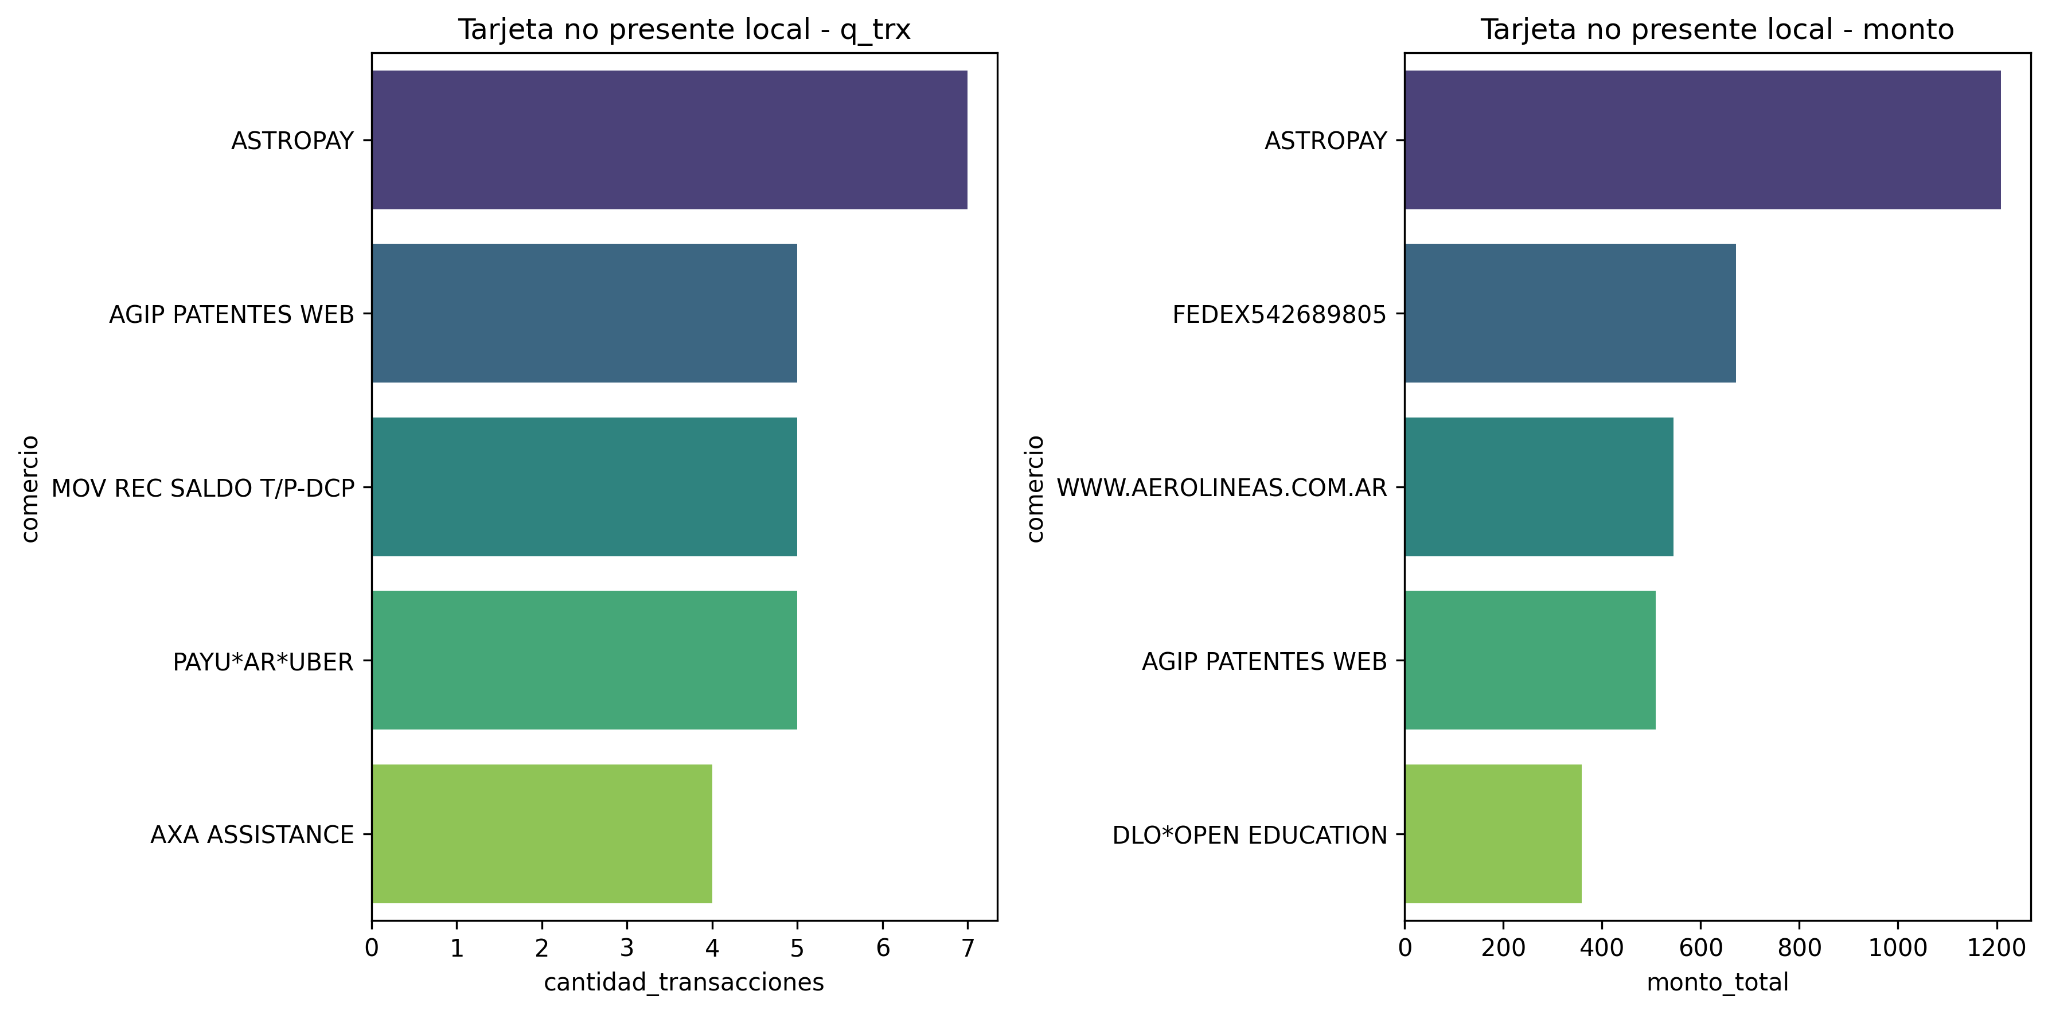 Tarjeta no presente local - q_trx
comercio
ASTROPAY
AGIP PATENTES WEB
MOV REC SALDO T/P-DCP
PAYU*AR*UBER
AXA ASSISTANCE
0 1 2 3 4 5 6 7
cantidad_transacciones
Tarjeta no presente local - monto
comercio
ASTROPAY
FEDEX542689805
WWW.AEROLINEAS.COM.AR
AGIP PATENTES WEB
DLO*OPEN EDUCATION
0 200 400 600 800 1000 1200
monto_total